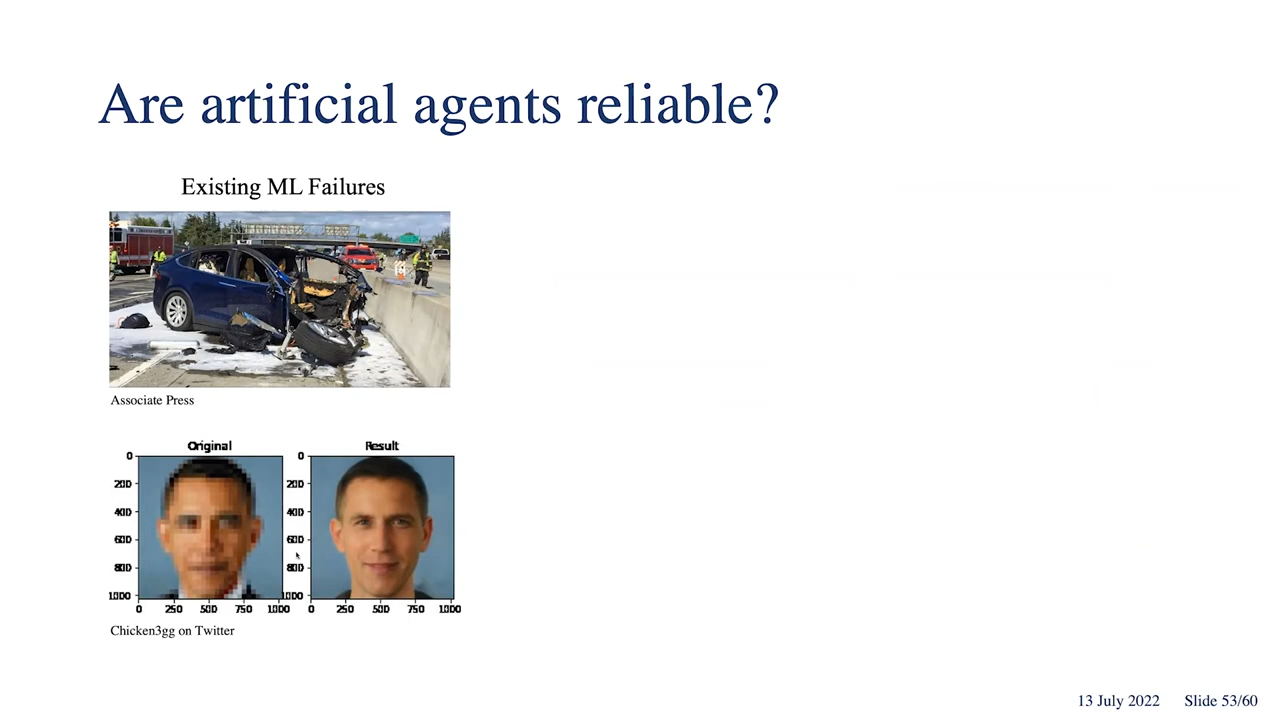 Are artificial agents reliable?
Existing ML Failures
Associate Press
Original
Result
0
200
400
600
800
1000
0 250 500 750 1000
0
200
400
600
800
1000
0 250 500 750 1000
Chicken3gg on Twitter
13 July 2022 Slide 53/60